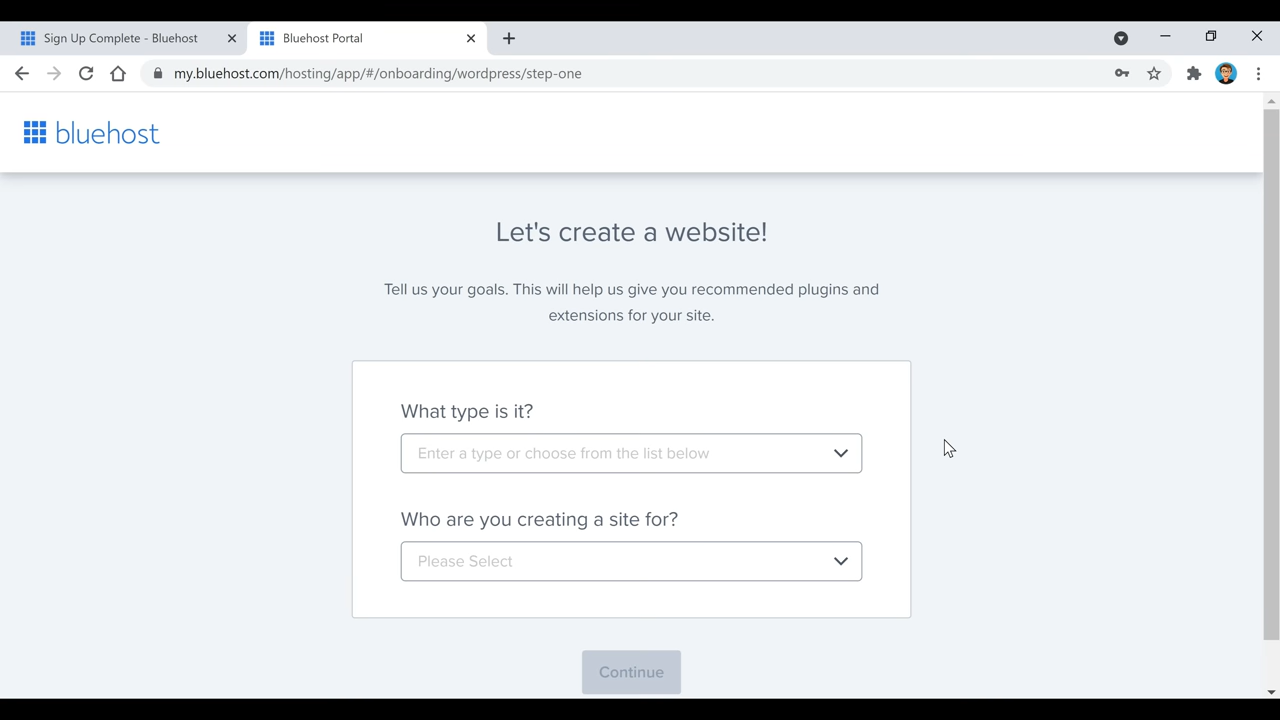 Sign Up Complete - Bluehost
Bluehost Portal
my.bluehost.com/hosting/app/#/onboarding/wordpress/step-one
bluehost
Let's create a website!
Tell us your goals. This will help us give you recommended plugins and
extensions for your site.
What type is it?
Enter a type or choose from the list below
Who are you creating a site for?
Please Select
Continue